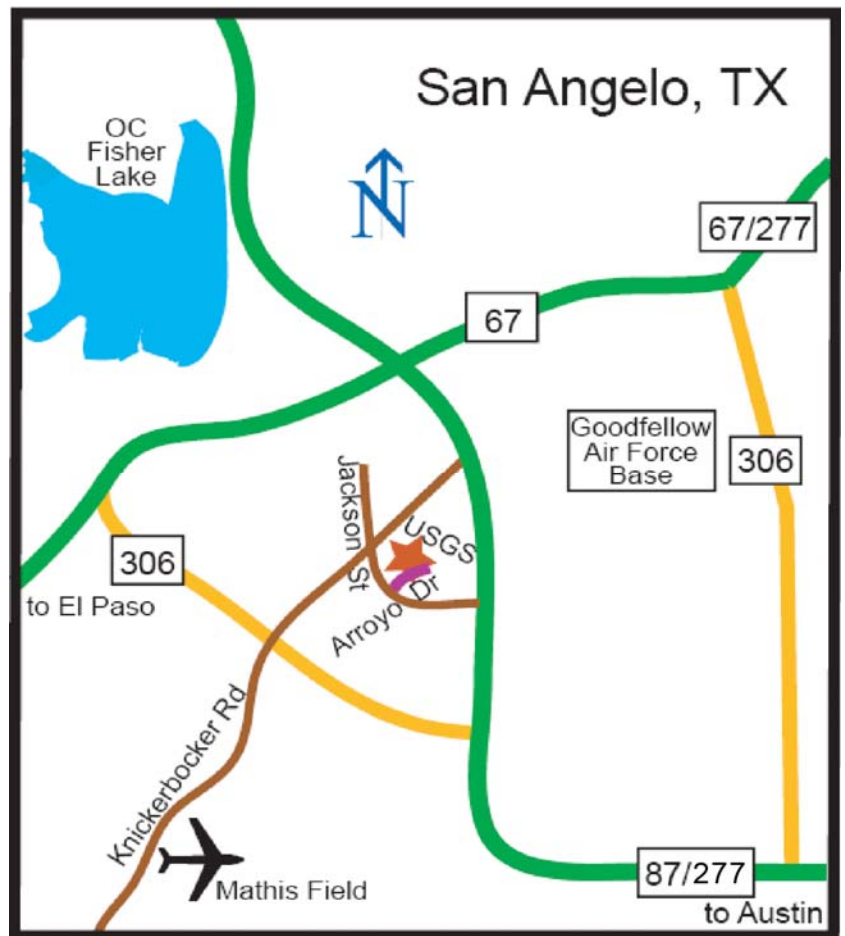 San Angelo, TX
OC
Fisher
Lake
N
67/277
67
Goodfellow
Air Force
Base
306
Jackson St
USGS
306
to El Paso
Arroyo Dr
Knickerbocker Rd
Mathis Field
87/277
to Austin